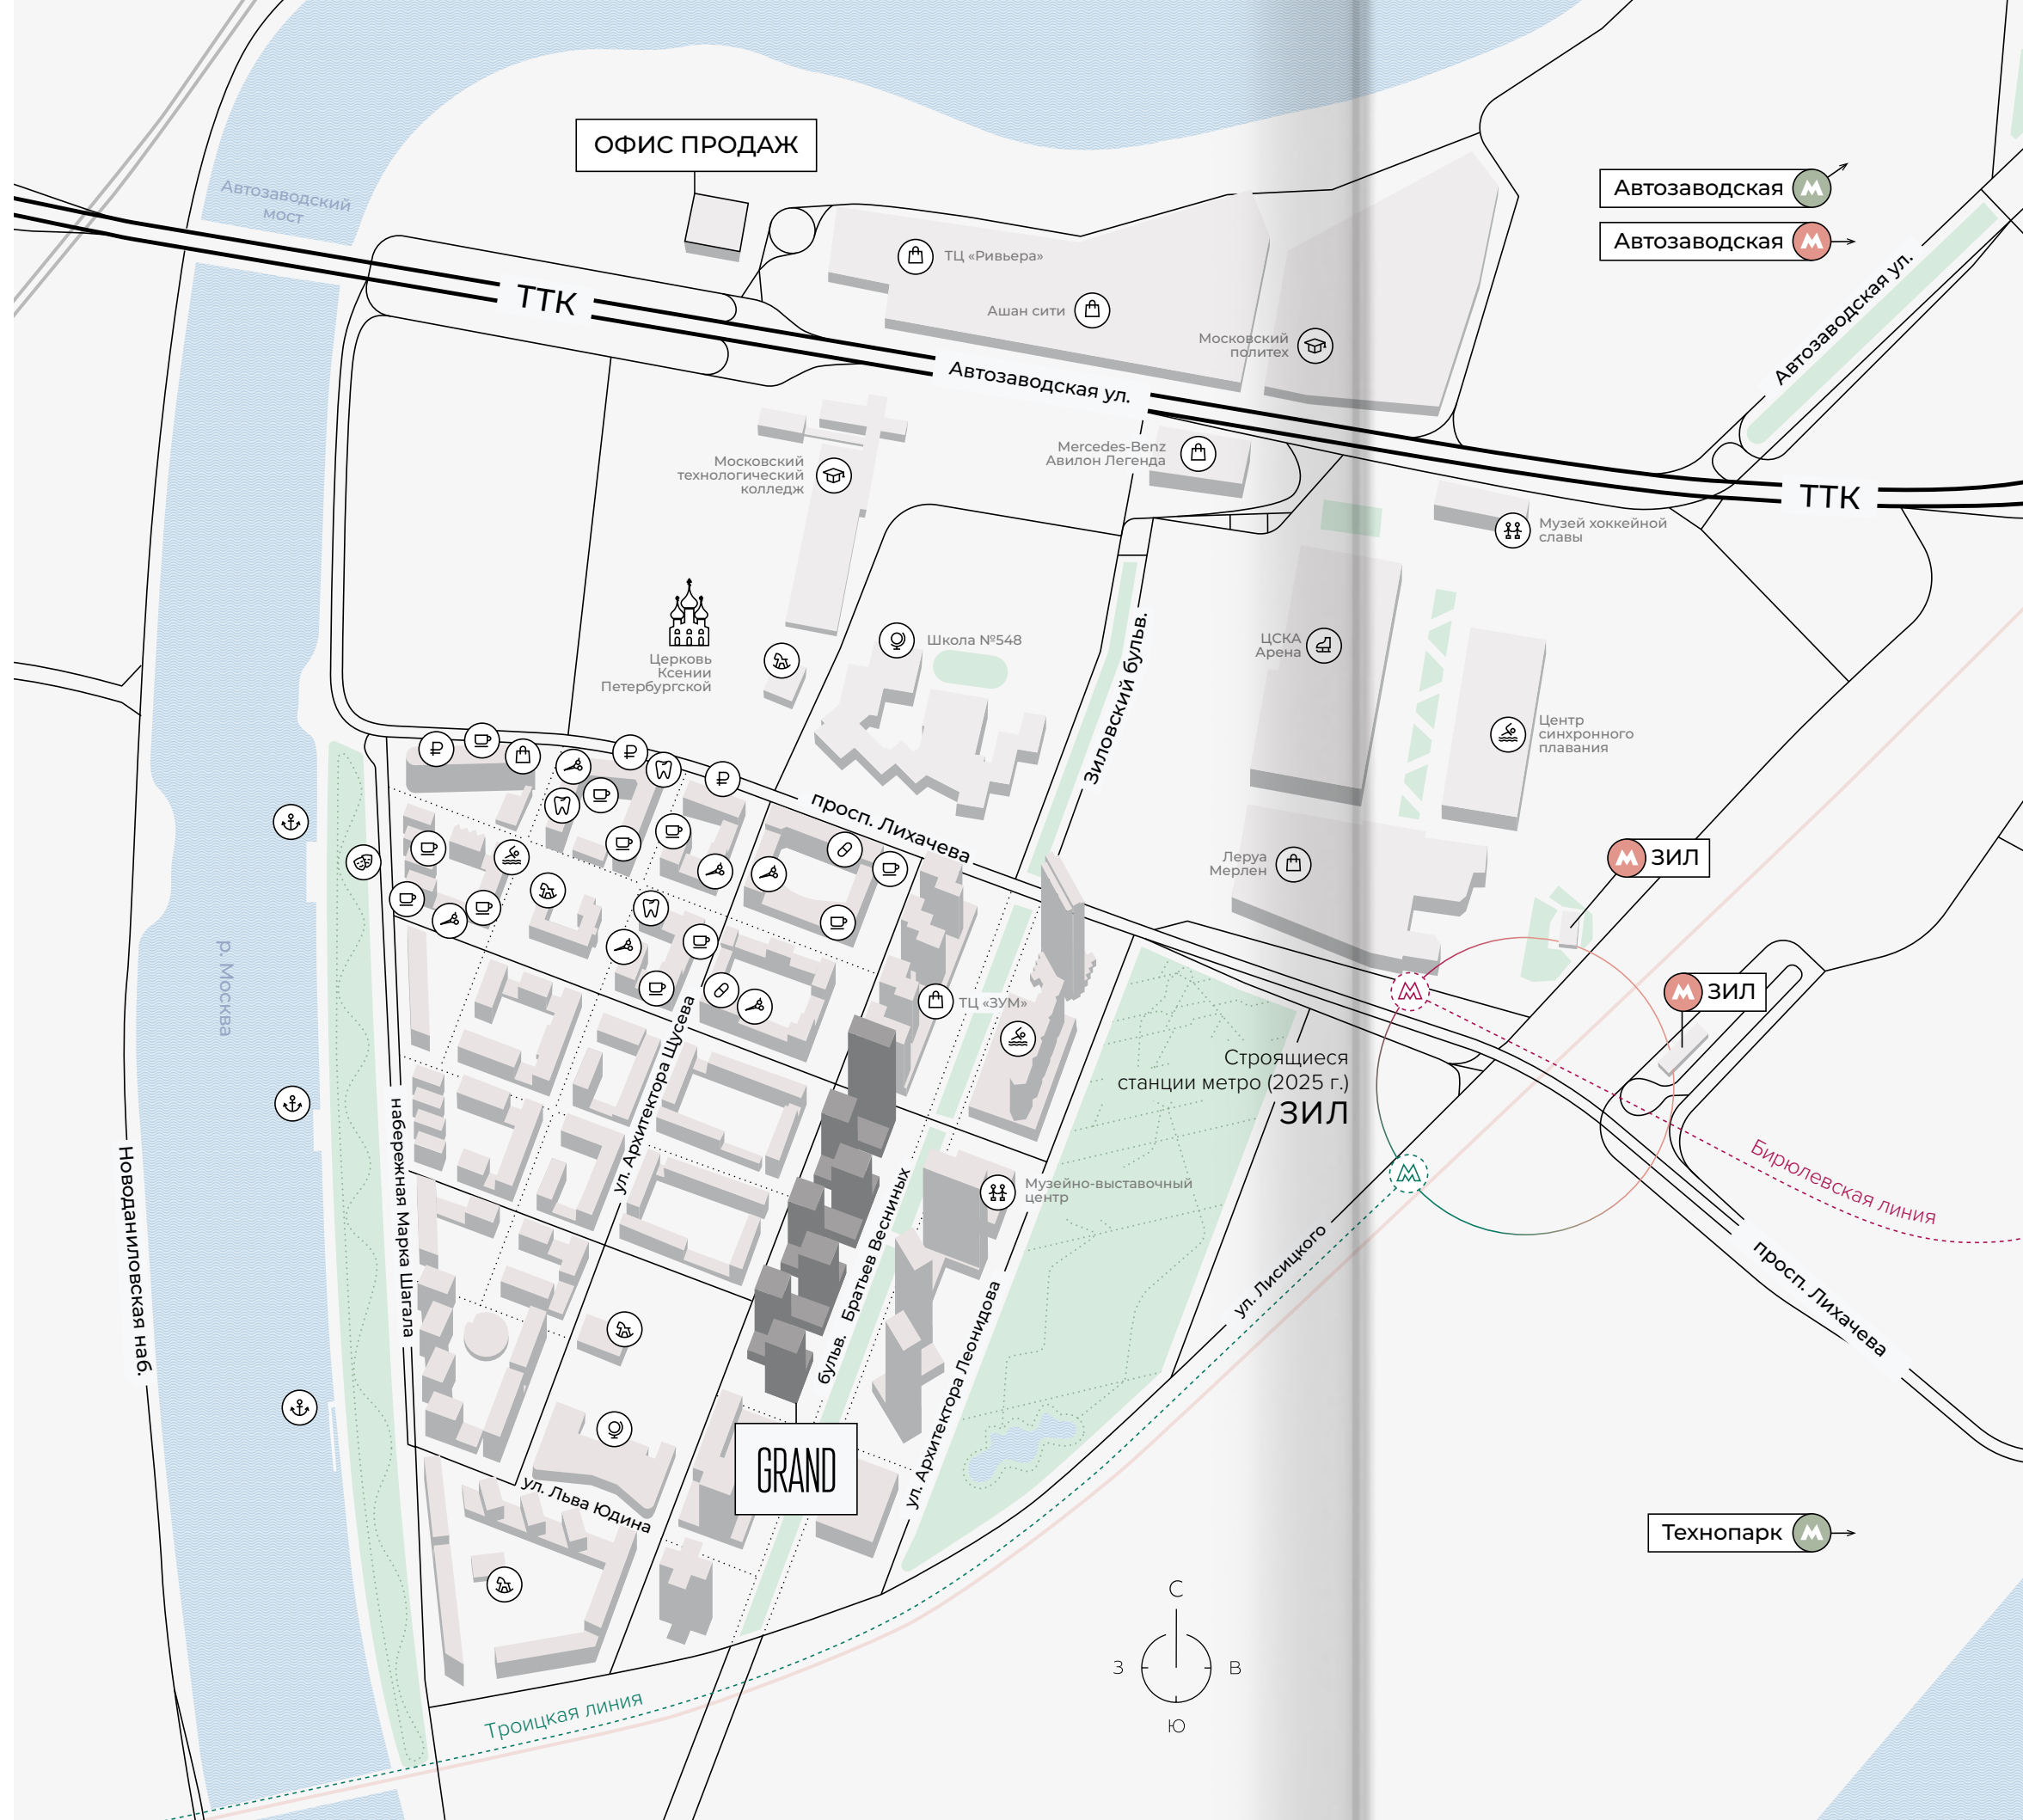 ОФИС ПРОДАЖ
Автозаводская
Автозаводская
Автозаводский
мост
ТТК
ТЦ «Ривьера»
Ашан сити
Московский
политех
Автозаводская ул.
Автозаводская ул.
ТТК
Mercedes-Benz
Авилон Легенда
Московский
технологический
колледж
Музей хоккейной
славы
Церковь
Ксении
Петербургской
Школа №548
Зиловский бульв.
ЦСКА
Арена
Центр
синхронного
плавания
просп. Лихачева
Леруа
Мерлен
ЗИЛ
ЗИЛ
р. Москва
ТЦ «ЗУМ»
Строящиеся
станции метро (2025 г.)
ЗИЛ
Новоданиловская наб.
набережная Марка Шагала
ул. Архитектора Щусева
бульв. Братьев Весниных
Музейно-выставочный
центр
ул. Архитектора Леонидова
ул. Лисицкого
Бирюлевская линия
просп. Лихачева
GRAND
ул. Льва Юдина
Технопарк
Троицкая линия
С
З
В
Ю